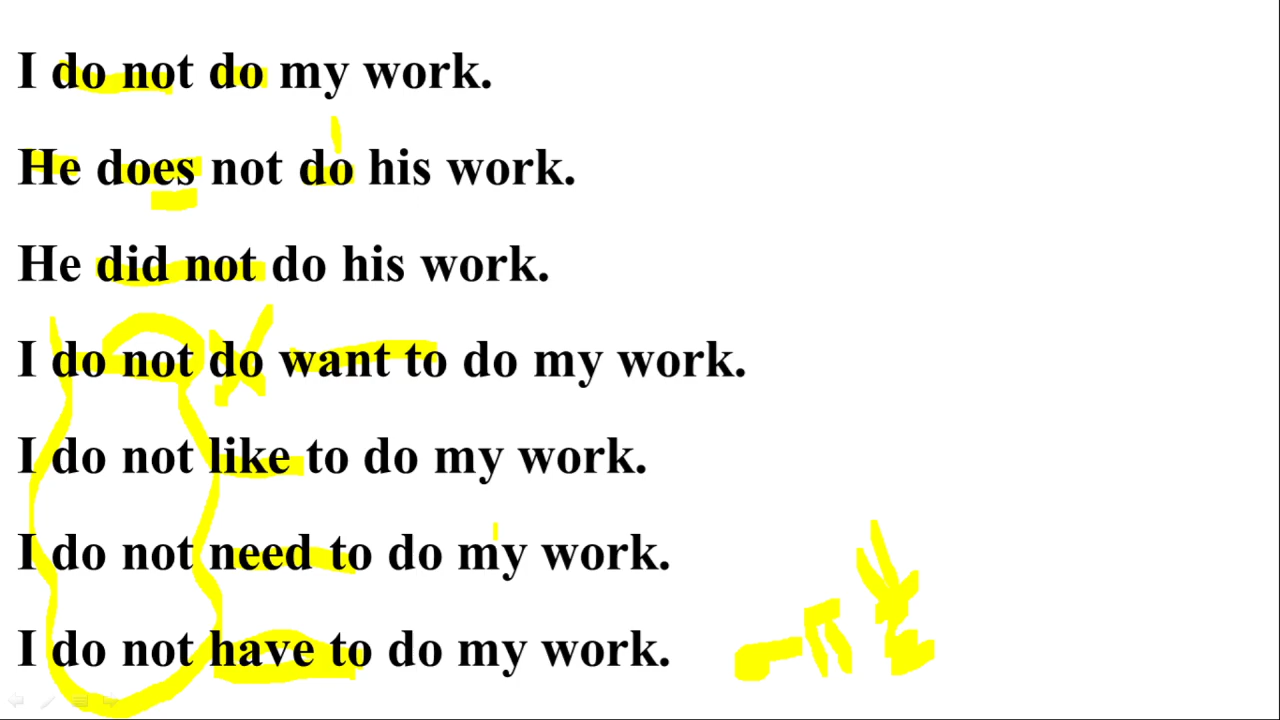 I do not do my work.
He does not do his work.
He did not do his work.
I do not do want to do my work.
I do not like to do my work.
I do not need to do my work.
I do not have to do my work.